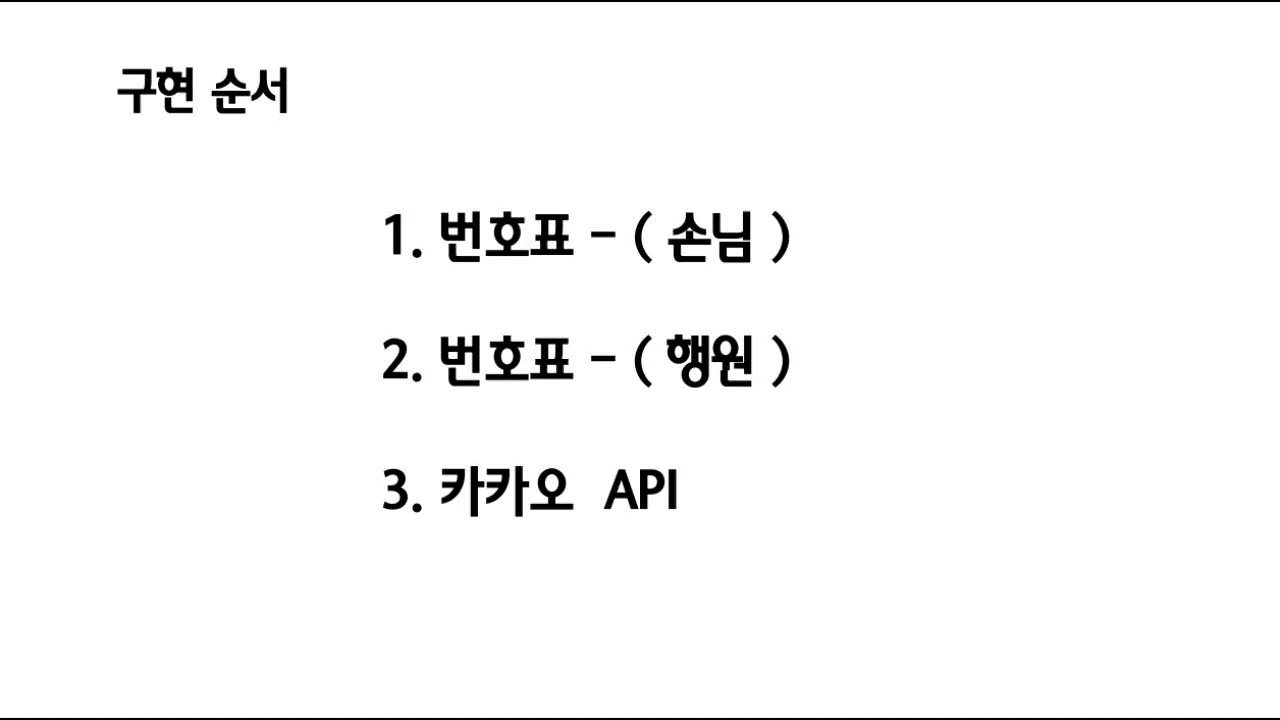 구현 순서
1. 번호표 - ( 손님 )
2. 번호표 - ( 행원 )
3. 카카오 API